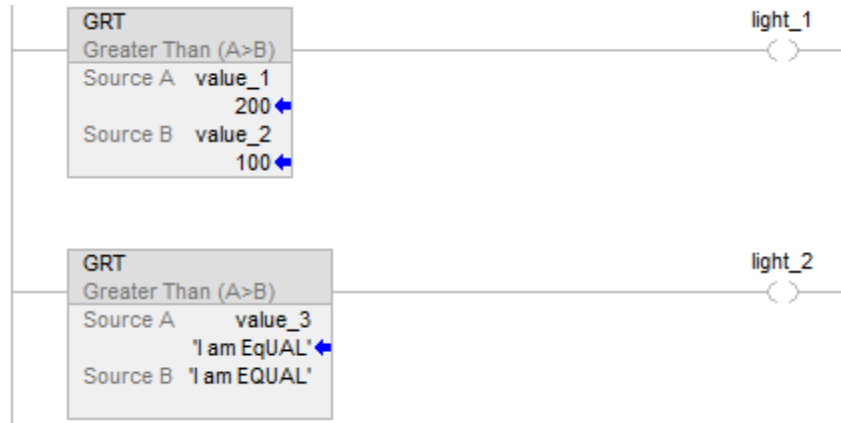 GRT
light_1
Greater Than (A>B)
Source A value_1
200
Source B value_2
100
GRT
light_2
Greater Than (A>B)
Source A value_3
'I am EqUAL'
Source B 'I am EQUAL'